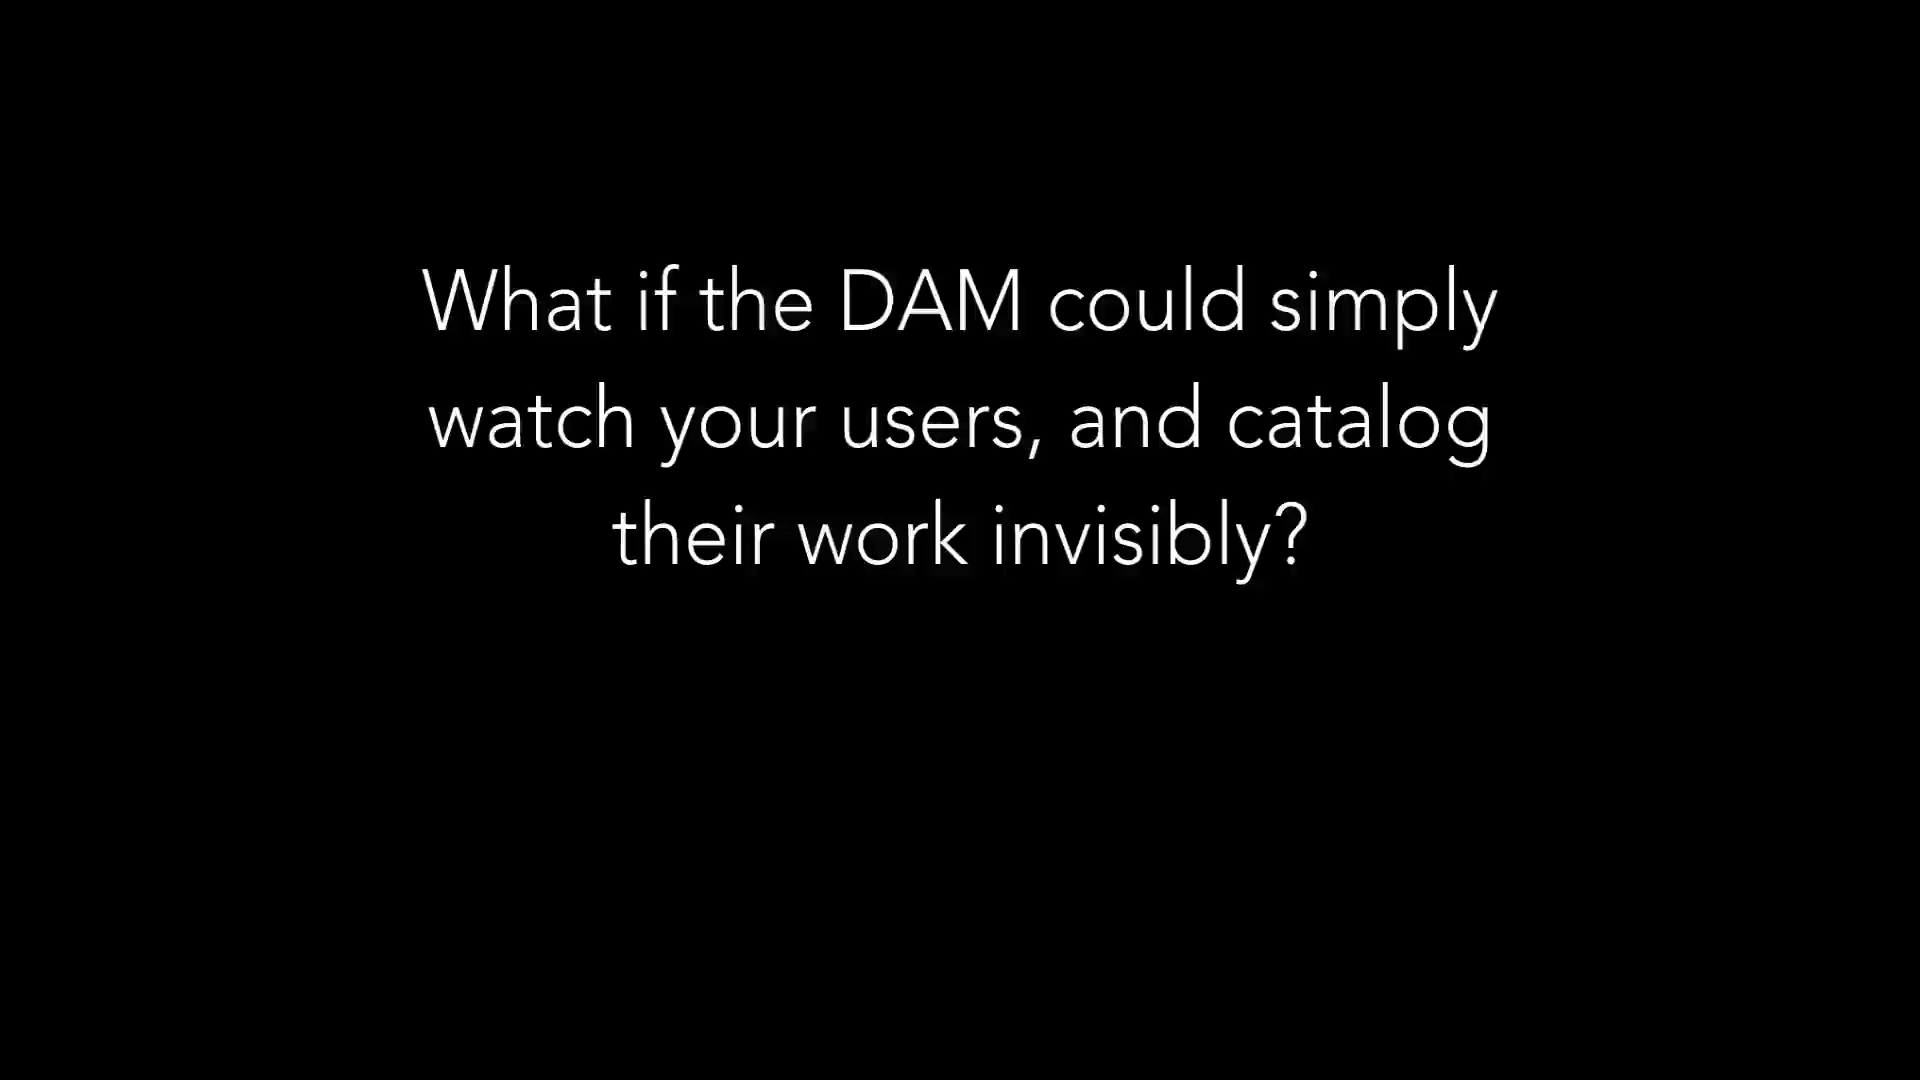 What if the DAM could simply
watch your users, and catalog
their work invisibly?